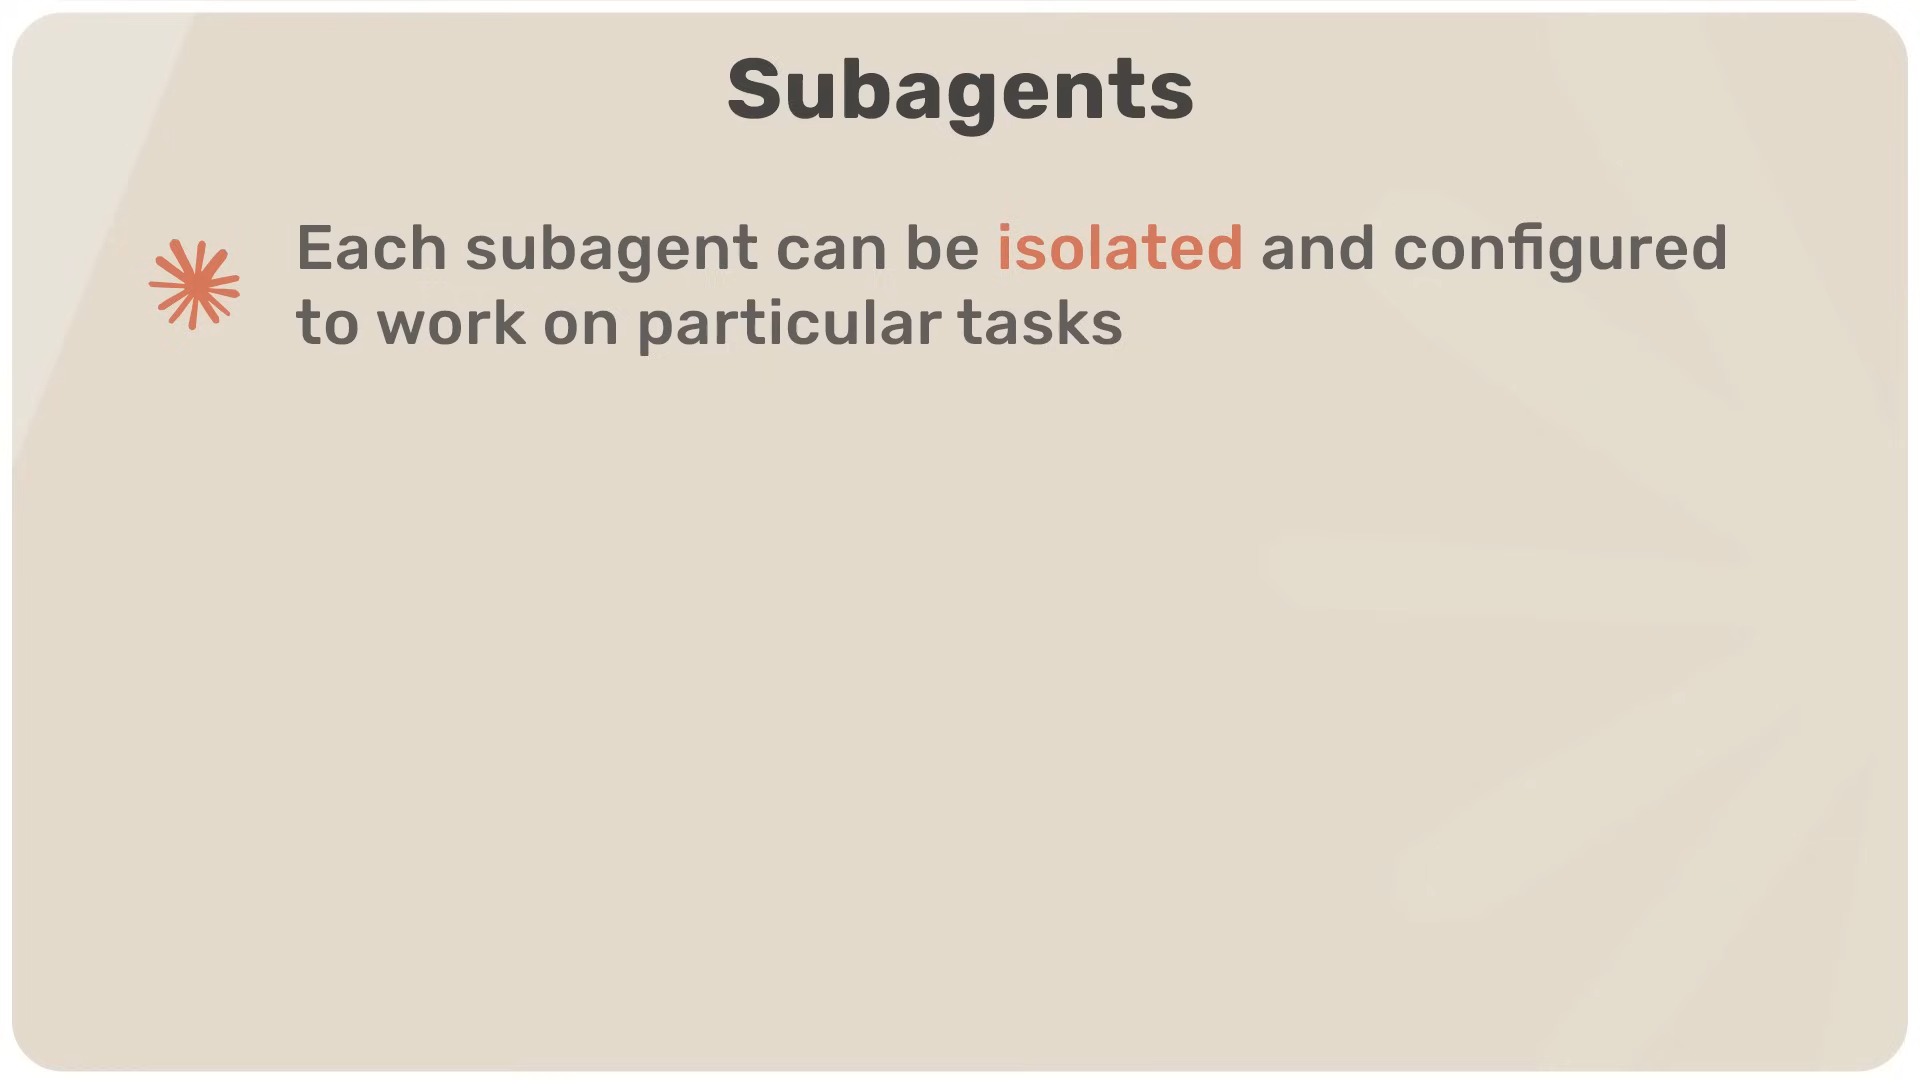 Subagents
Each subagent can be isolated and configured
to work on particular tasks